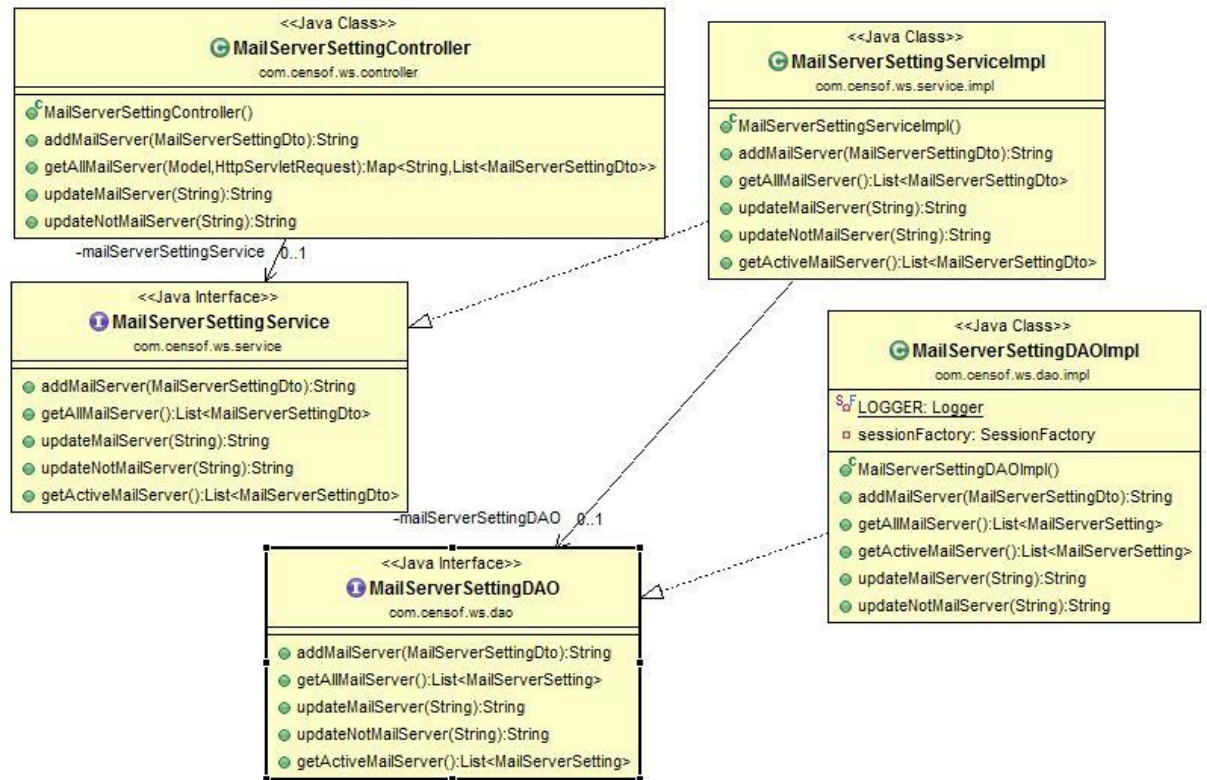 <<Java Class>>
MailServerSettingController
com.censof.ws.controller
MailServerSettingController()
addMailServer(MailServerSettingDto):String
getAllMailServer(Model,HttpServletRequest):Map<String,List<MailServerSettingDto>>
updateMailServer(String):String
updateNotMailServer(String):String
-mailServerSettingService 0..1
<<Java Interface>>
MailServerSettingService
com.censof.ws.service
addMailServer(MailServerSettingDto):String
getAllMailServer():List<MailServerSettingDto>
updateMailServer(String):String
updateNotMailServer(String):String
getActiveMailServer():List<MailServerSettingDto>
<<Java Class>>
MailServerSettingServiceImpl
com.censof.ws.service.impl
MailServerSettingServiceImpl()
addMailServer(MailServerSettingDto):String
getAllMailServer():List<MailServerSettingDto>
updateMailServer(String):String
updateNotMailServer(String):String
getActiveMailServer():List<MailServerSettingDto>
<<Java Class>>
MailServerSettingDAOImpl
com.censof.ws.dao.impl
LOGGER: Logger
sessionFactory: SessionFactory
MailServerSettingDAOImpl()
addMailServer(MailServerSettingDto):String
getAllMailServer():List<MailServerSetting>
getActiveMailServer():List<MailServerSetting>
updateMailServer(String):String
updateNotMailServer(String):String
-mailServerSettingDAO 0..1
<<Java Interface>>
MailServerSettingDAO
com.censof.ws.dao
addMailServer(MailServerSettingDto):String
getAllMailServer():List<MailServerSetting>
updateMailServer(String):String
updateNotMailServer(String):String
getActiveMailServer():List<MailServerSetting>